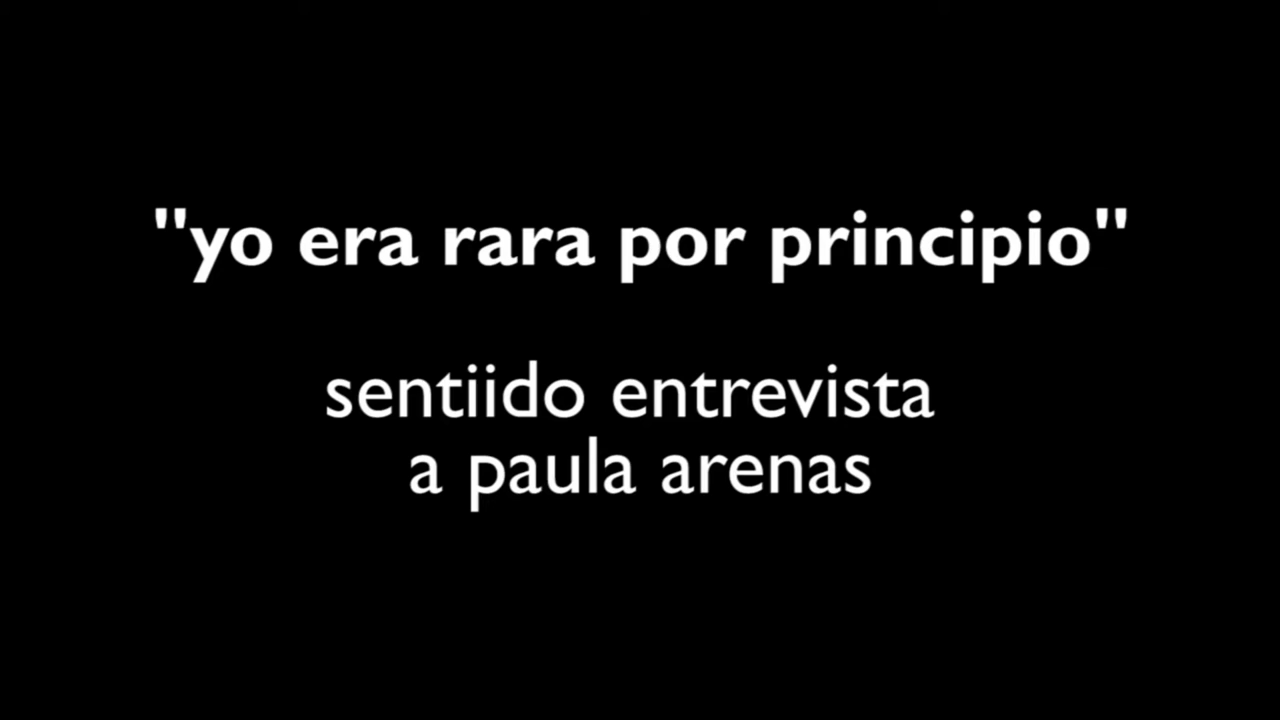 "yo era rara por principio"
sentiido entrevista
a paula arenas